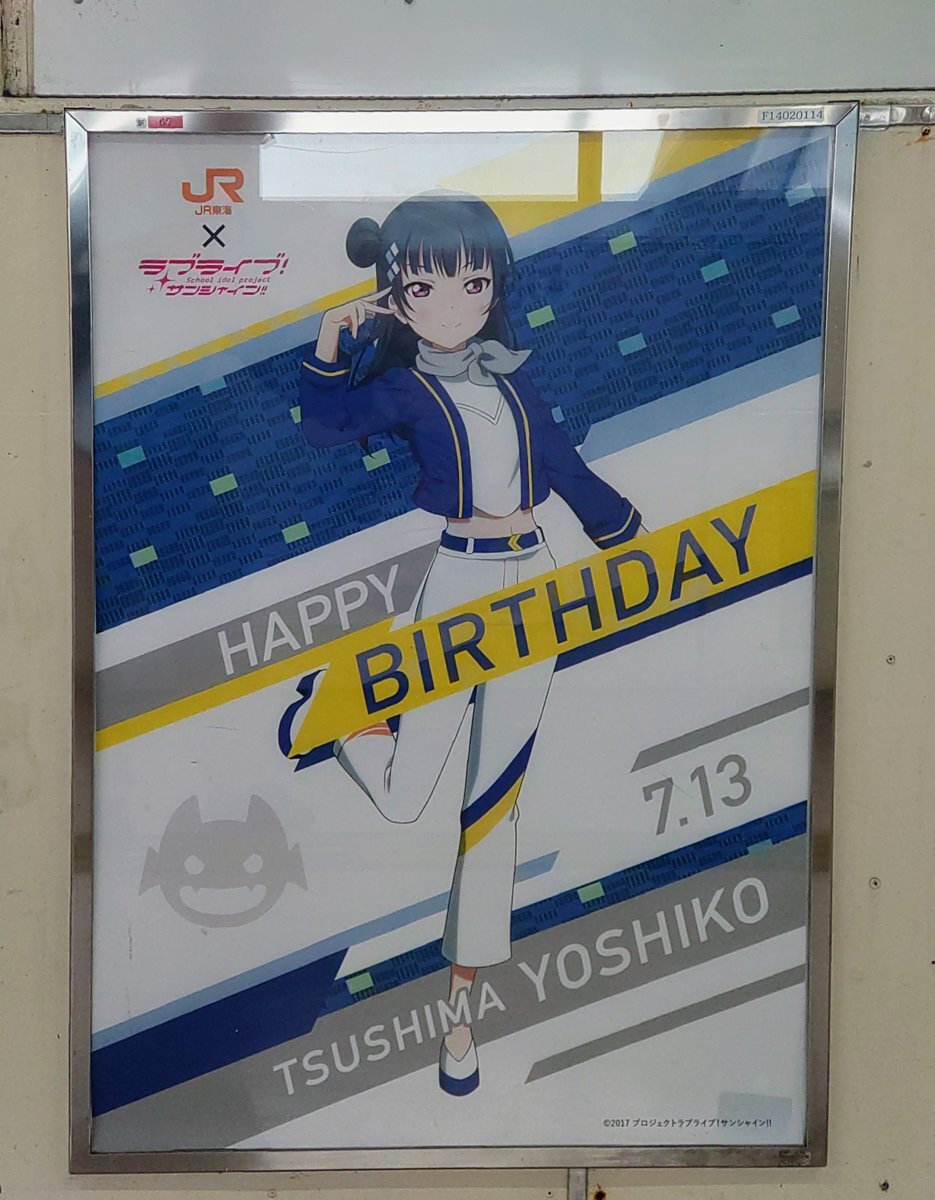 67
F14020114
JR
JR東海
×
ラブライブ!
School idol project
サンシャイン!!
HAPPY
BIRTHDAY
7.13
TSUSHIMA YOSHIKO
©2017 プロジェクトラブライブ!サンシャイン!!